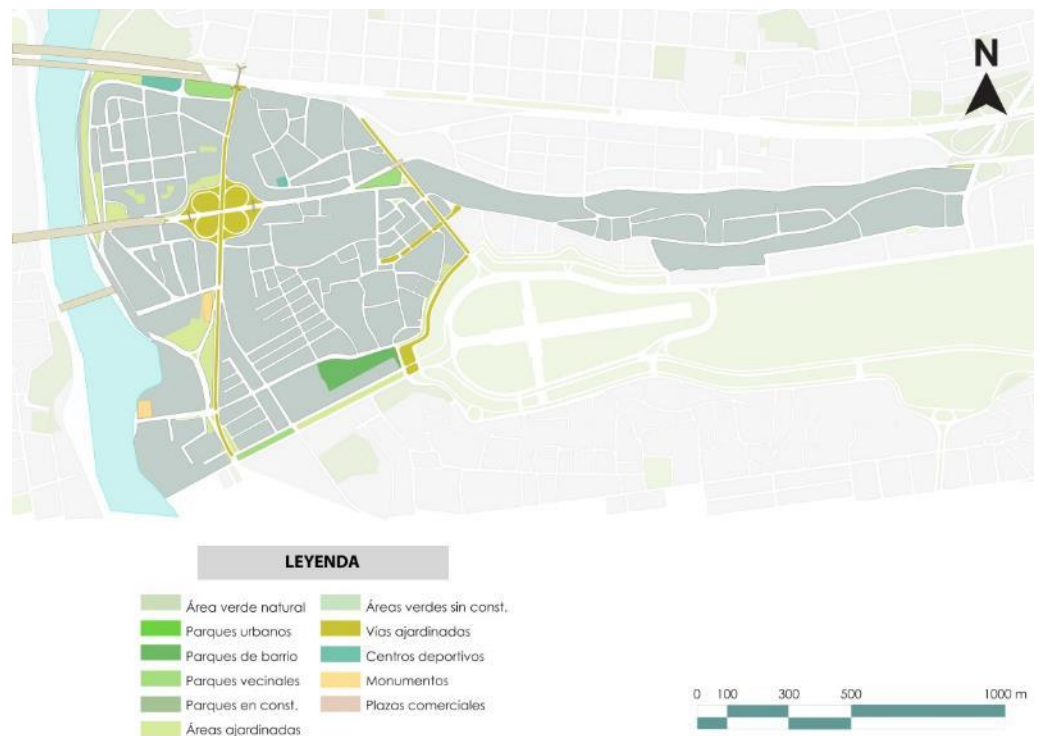 N
LEYENDA
Área verde natural
Parques urbanos
Parques de barrio
Parques vecinales
Parques en const.
Áreas ajardinadas
Áreas verdes sin const.
Vías ajardinadas
Centros deportivos
Monumentos
Plazas comerciales
0 100 300 500 1000 m